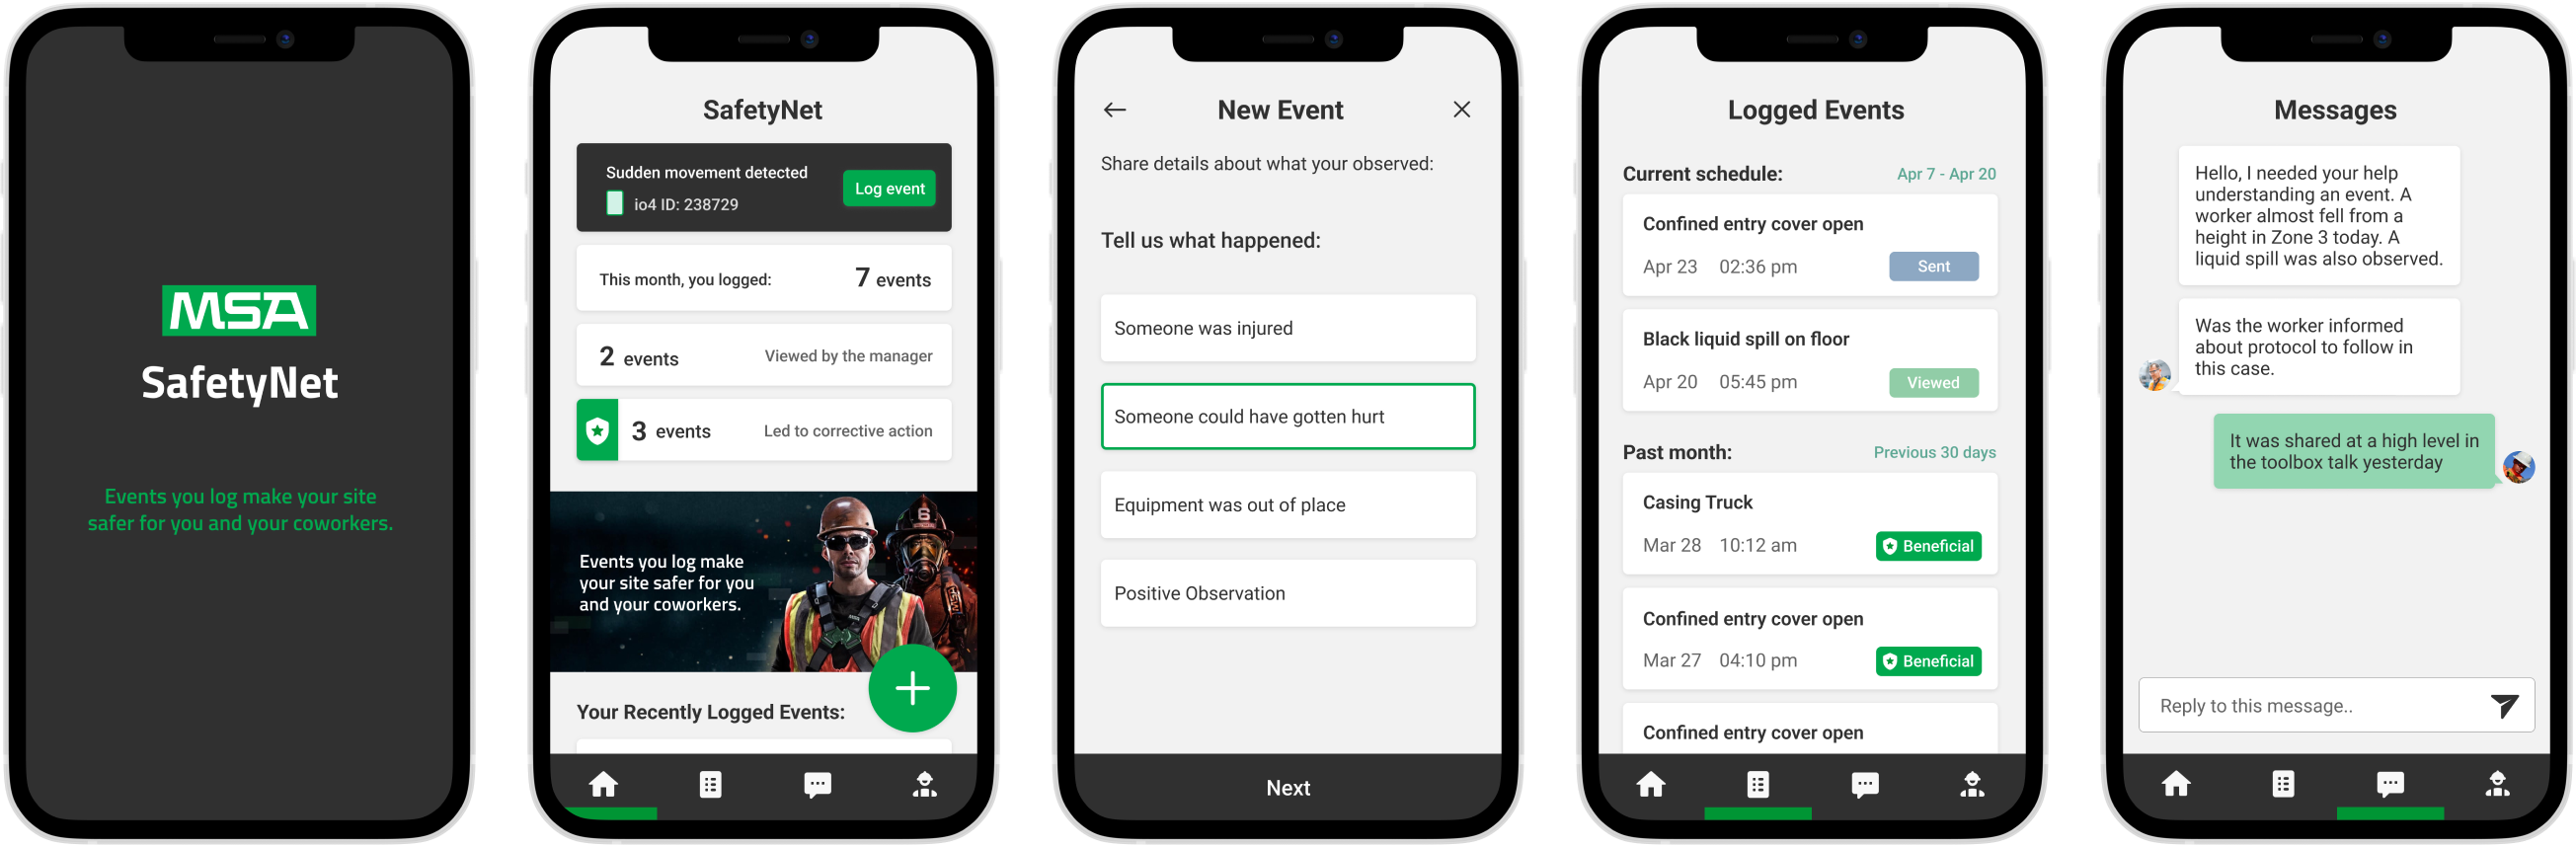 MSA
SafetyNet
Events you log make your site
safer for you and your coworkers.
SafetyNet
Sudden movement detected
io4 ID: 238729
Log event
This month, you logged:
7 events
2 events
Viewed by the manager
3 events
Led to corrective action
Events you log make
your site safer for you
and your coworkers.
6
MSA
Your Recently Logged Events:
New Event
Share details about what your observed:
Tell us what happened:
Someone was injured
Someone could have gotten hurt
Equipment was out of place
Positive Observation
Next
Logged Events
Current schedule:
Apr 7 - Apr 20
Confined entry cover open
Apr 23 02:36 pm
Sent
Black liquid spill on floor
Apr 20 05:45 pm
Viewed
Past month:
Previous 30 days
Casing Truck
Mar 28 10:12 am
Beneficial
Confined entry cover open
Mar 27 04:10 pm
Beneficial
Confined entry cover open
Messages
Hello, I needed your help
understanding an event. A
worker almost fell from a
height in Zone 3 today. A
liquid spill was also observed.
Was the worker informed
about protocol to follow in
this case.
It was shared at a high level in
the toolbox talk yesterday
Reply to this message..